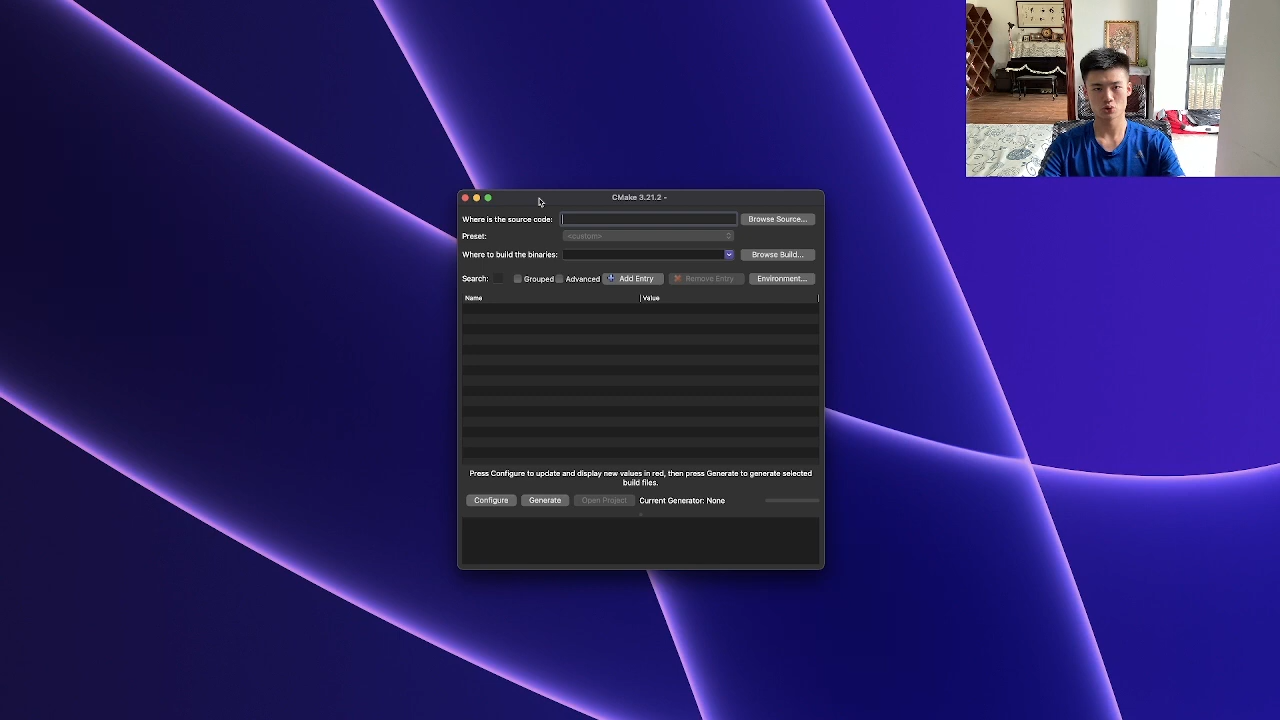 CMake 3.21.2 -
Where is the source code: Browse Source...
Preset: <custom>
Where to build the binaries: Browse Build...
Search: Grouped Advanced Add Entry Remove Entry Environment...
Name Value
Press Configure to update and display new values in red, then press Generate to generate selected
build files.
Configure Generate Open Project Current Generator: None